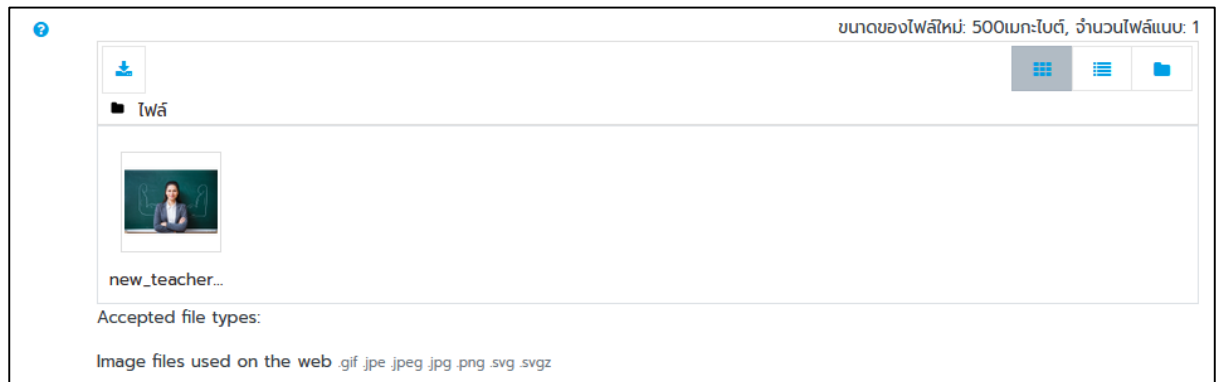 ขนาดของไฟล์ใหม่: 500เมกะไบต์, จำนวนไฟล์แนบ: 1
ไฟล์
new_teacher...
Accepted file types:
Image files used on the web .gif .jpe .jpeg .jpg .png .svg .svgz